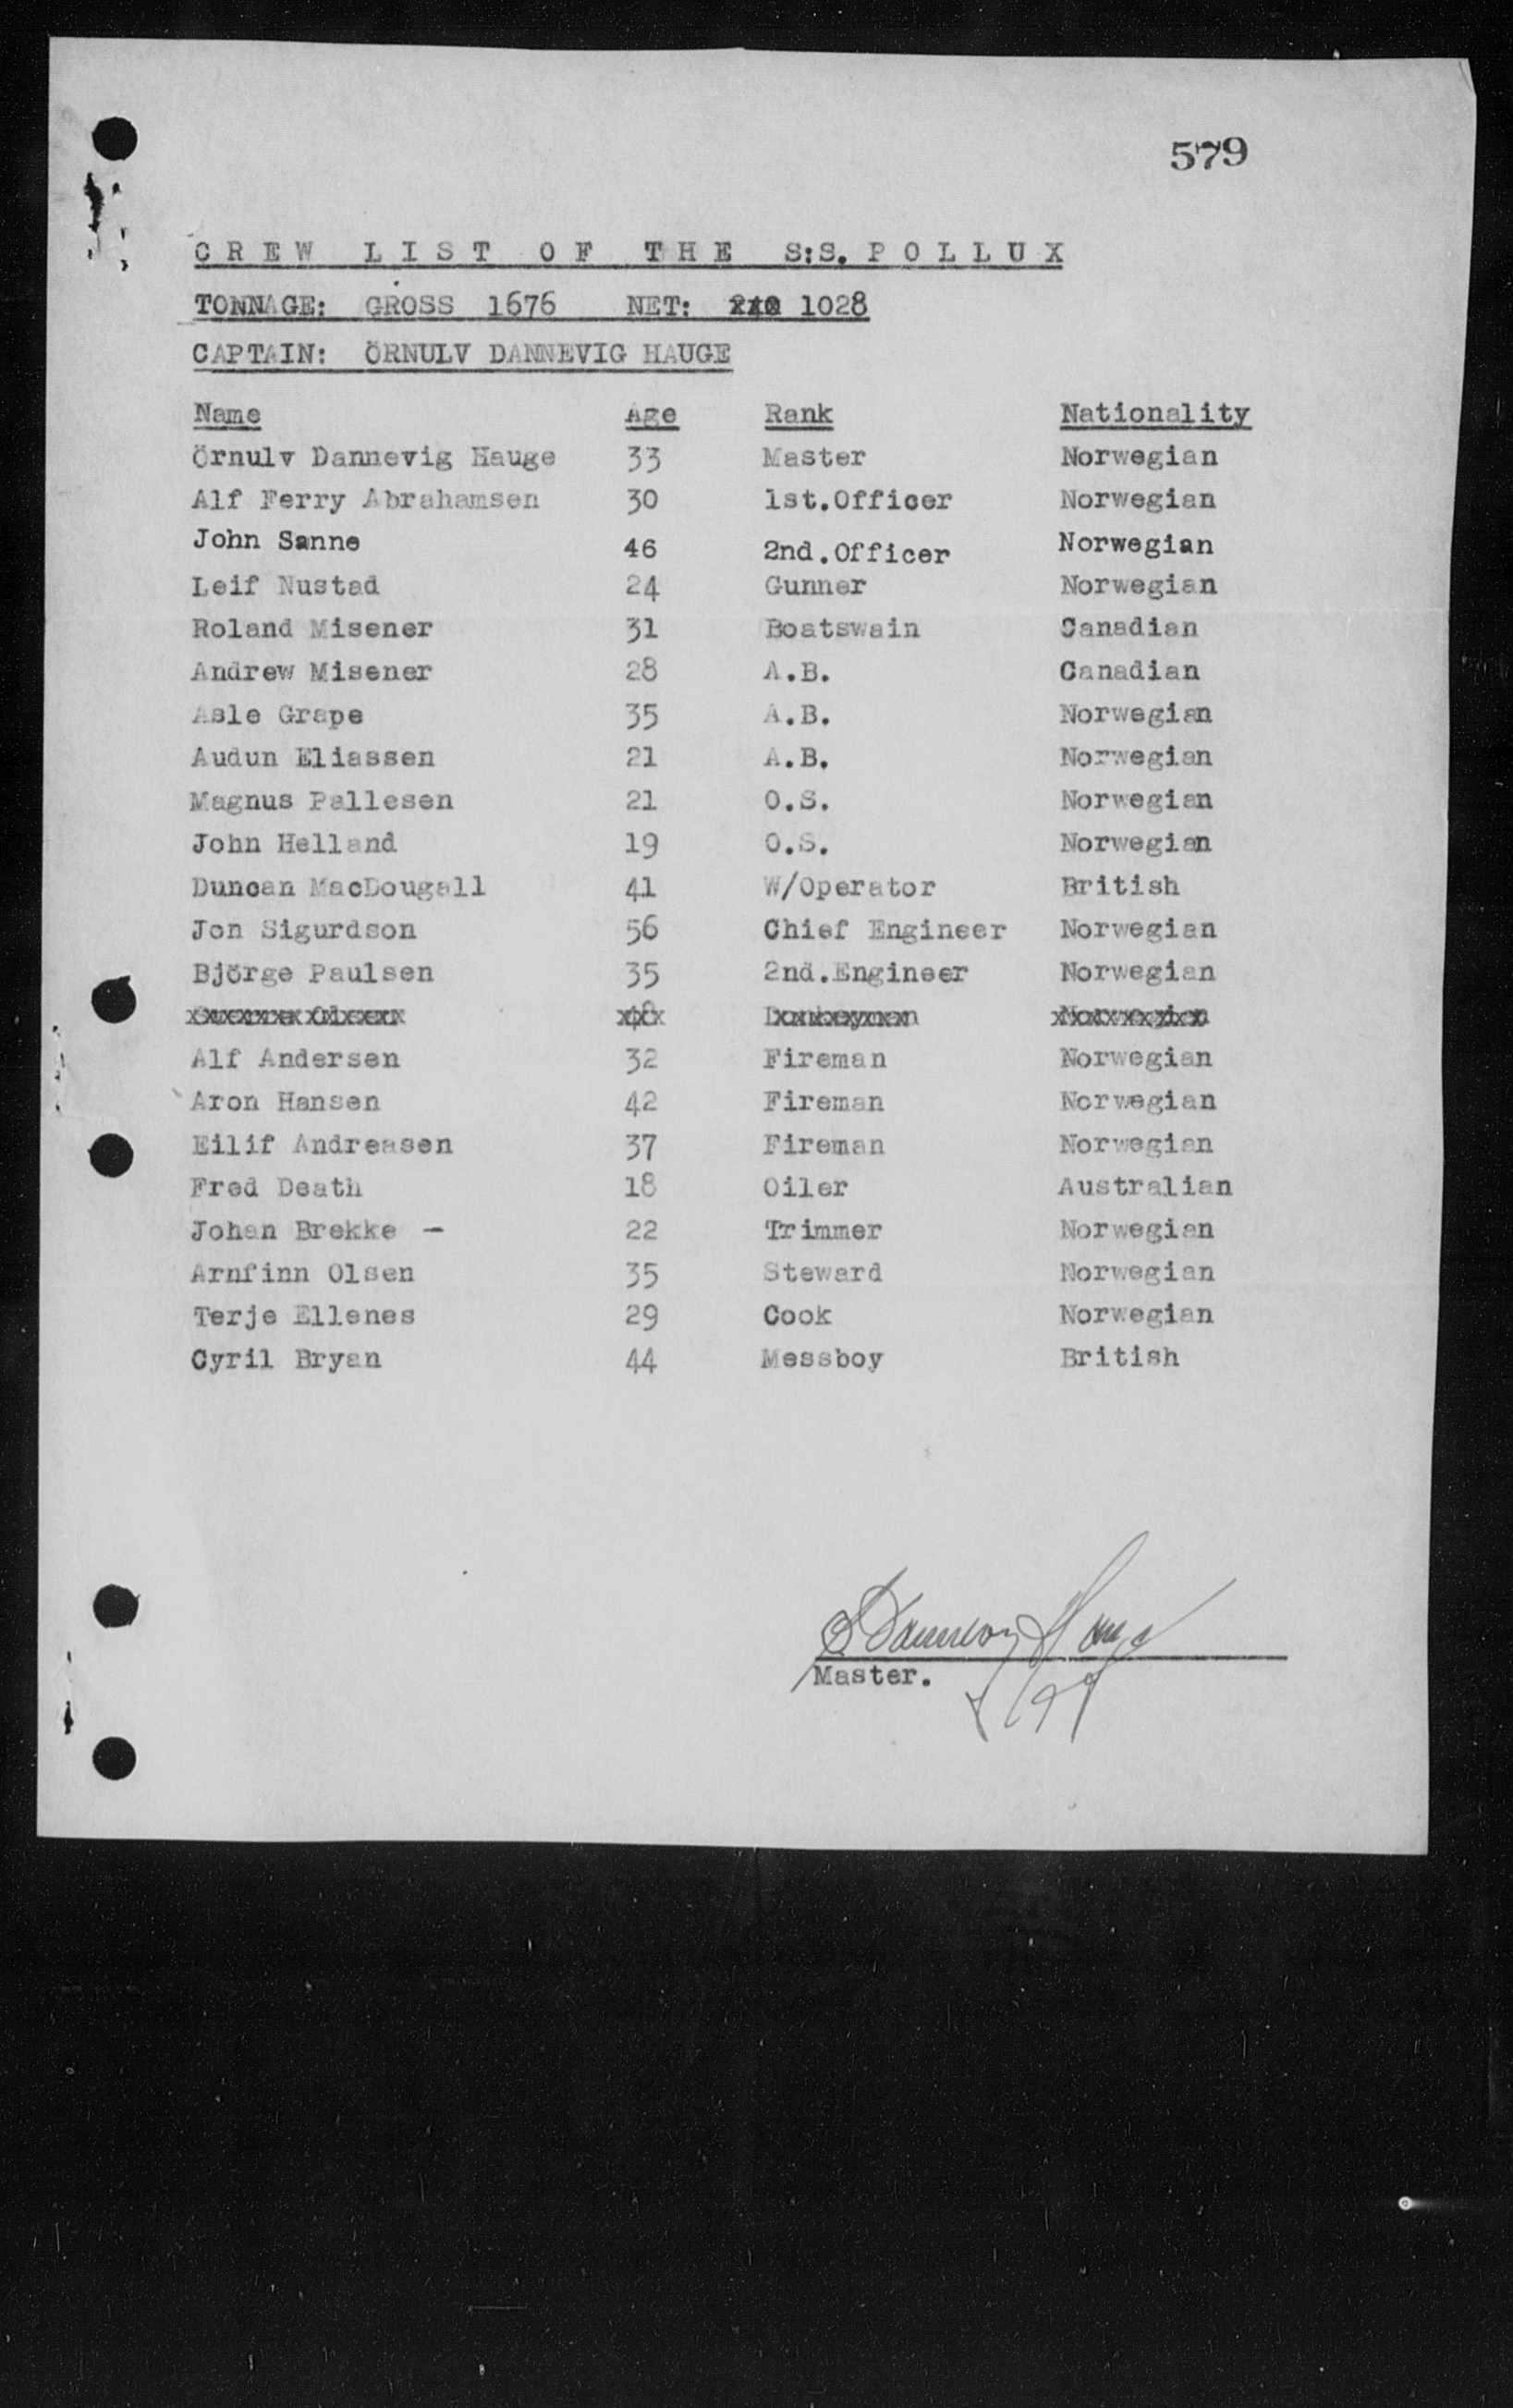 579
CREW LIST OF THE S:S. POLLUX
TONNAGE: GROSS 1676 NET: 1028
CAPTAIN: ÖRNULV DANNEVIG HAUGE
Name Age Rank Nationality
Örnulv Dannevig Hauge 33 Master Norwegian
Alf Ferry Abrahamsen 30 1st.Officer Norwegian
John Sanne 46 2nd.Officer Norwegian
Leif Nustad 24 Gunner Norwegian
Roland Misener 31 Boatswain Canadian
Andrew Misener 28 A.B. Canadian
Asle Grape 35 A.B. Norwegian
Audun Eliassen 21 A.B. Norwegian
Magnus Pallesen 21 O.S. Norwegian
John Helland 19 O.S. Norwegian
Duncan MacDougall 41 W/Operator British
Jon Sigurdson 56 Chief Engineer Norwegian
Björge Paulsen 35 2nd.Engineer Norwegian
Alf Andersen 32 Fireman Norwegian
Aron Hansen 42 Fireman Norwegian
Eilif Andreasen 37 Fireman Norwegian
Fred Death 18 Oiler Australian
Johan Brekke — 22 Trimmer Norwegian
Arnfinn Olsen 35 Steward Norwegian
Terje Ellenes 29 Cook Norwegian
Cyril Bryan 44 Messboy British
Master.